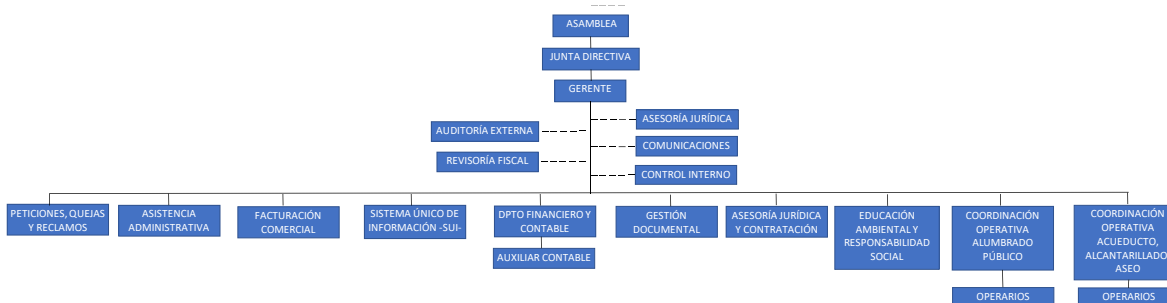 ASAMBLEA
JUNTA DIRECTIVA
GERENTE
ASESORÍA JURÍDICA
AUDITORÍA EXTERNA
COMUNICACIONES
REVISORÍA FISCAL
CONTROL INTERNO
PETICIONES, QUEJAS
Y RECLAMOS
ASISTENCIA
ADMINISTRATIVA
FACTURACIÓN
COMERCIAL
SISTEMA ÚNICO DE
INFORMACIÓN -SUI-
DPTO FINANCIERO Y
CONTABLE
AUXILIAR CONTABLE
GESTIÓN
DOCUMENTAL
ASESORÍA JURÍDICA
Y CONTRATACIÓN
EDUCACIÓN
AMBIENTAL Y
RESPONSABILIDAD
SOCIAL
COORDINACIÓN
OPERATIVA
ALUMBRADO
PÚBLICO
OPERARIOS
COORDINACIÓN
OPERATIVA
ACUEDUCTO,
ALCANTARILLADO,
ASEO
OPERARIOS